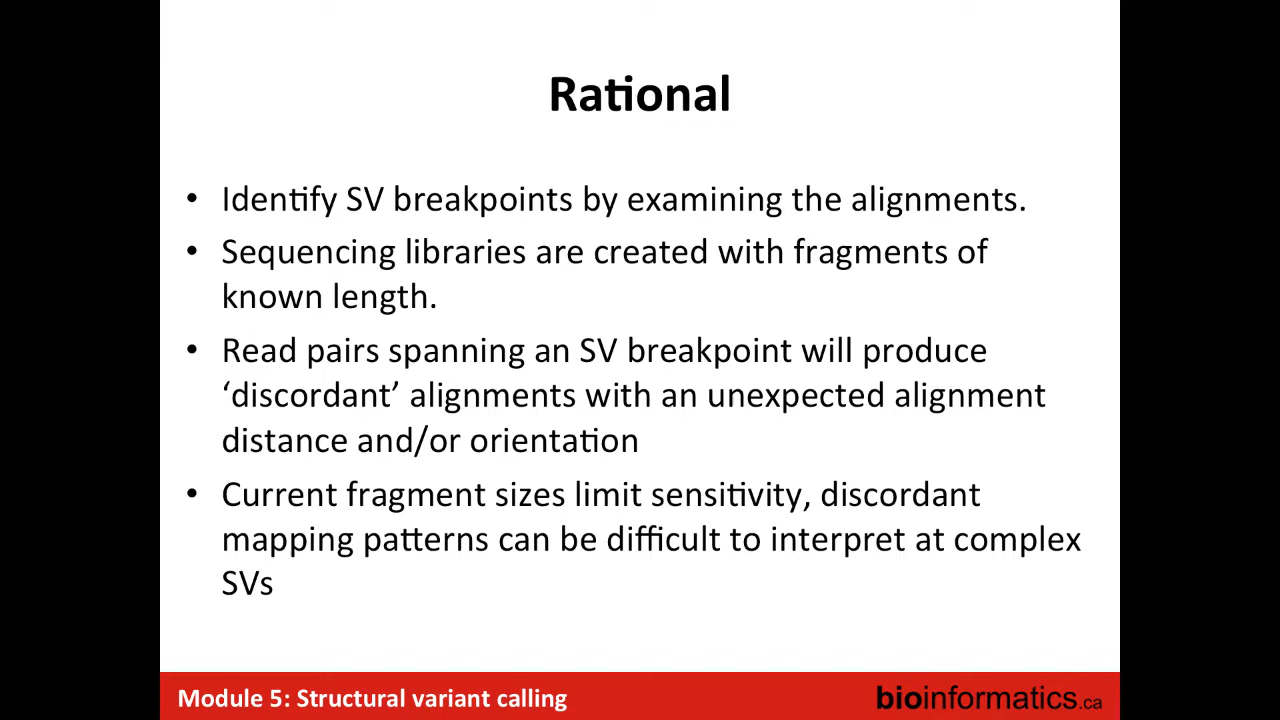 Rational
• Identify SV breakpoints by examining the alignments.
• Sequencing libraries are created with fragments of
known length.
• Read pairs spanning an SV breakpoint will produce
‘discordant’ alignments with an unexpected alignment
distance and/or orientation
• Current fragment sizes limit sensitivity, discordant
mapping patterns can be difficult to interpret at complex
SVs
Module 5: Structural variant calling
bioinformatics.ca